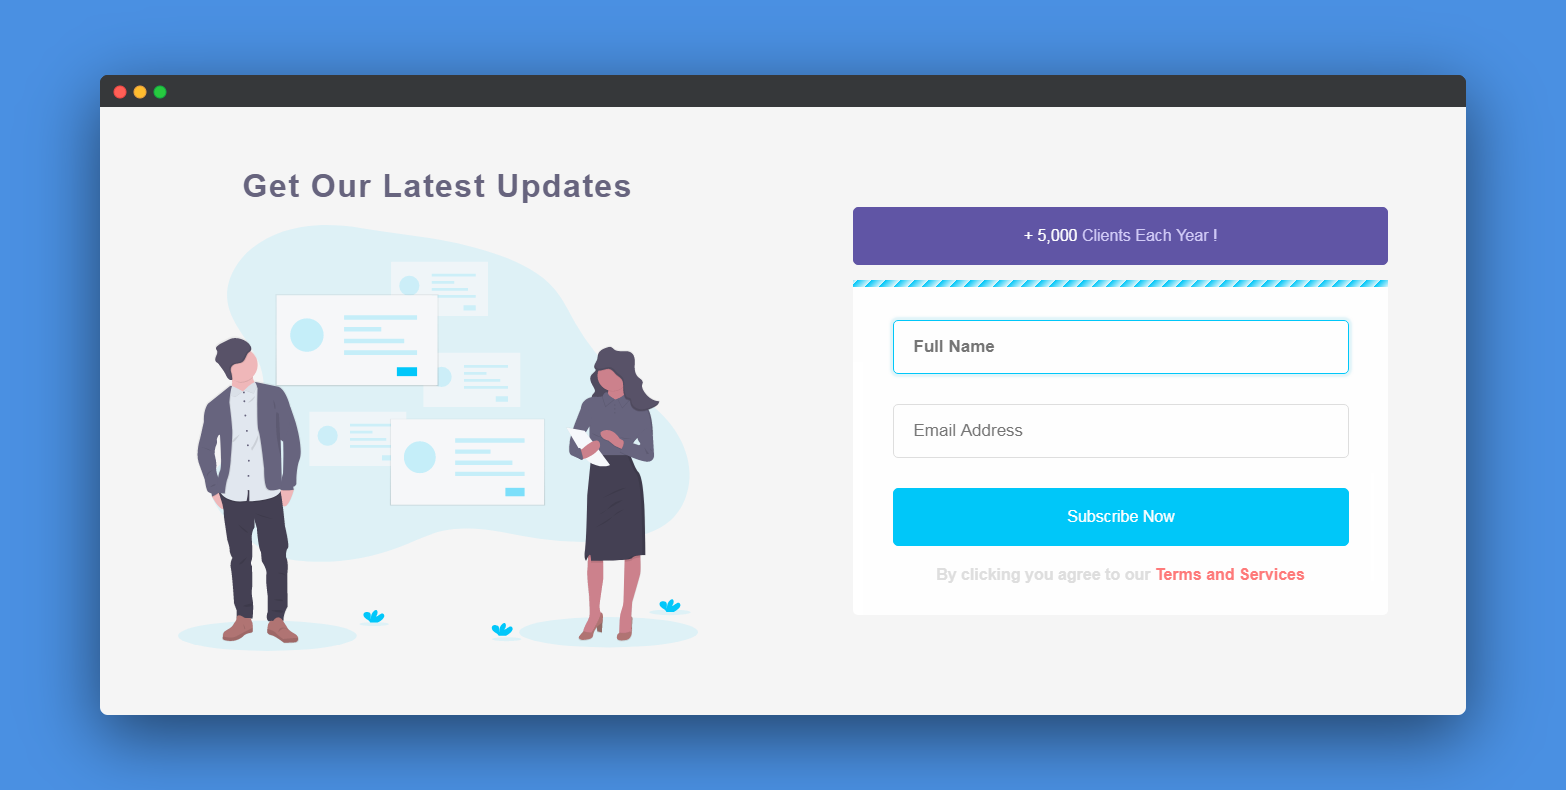 Get Our Latest Updates
+ 5,000 Clients Each Year !
Full Name
Email Address
Subscribe Now
By clicking you agree to our Terms and Services